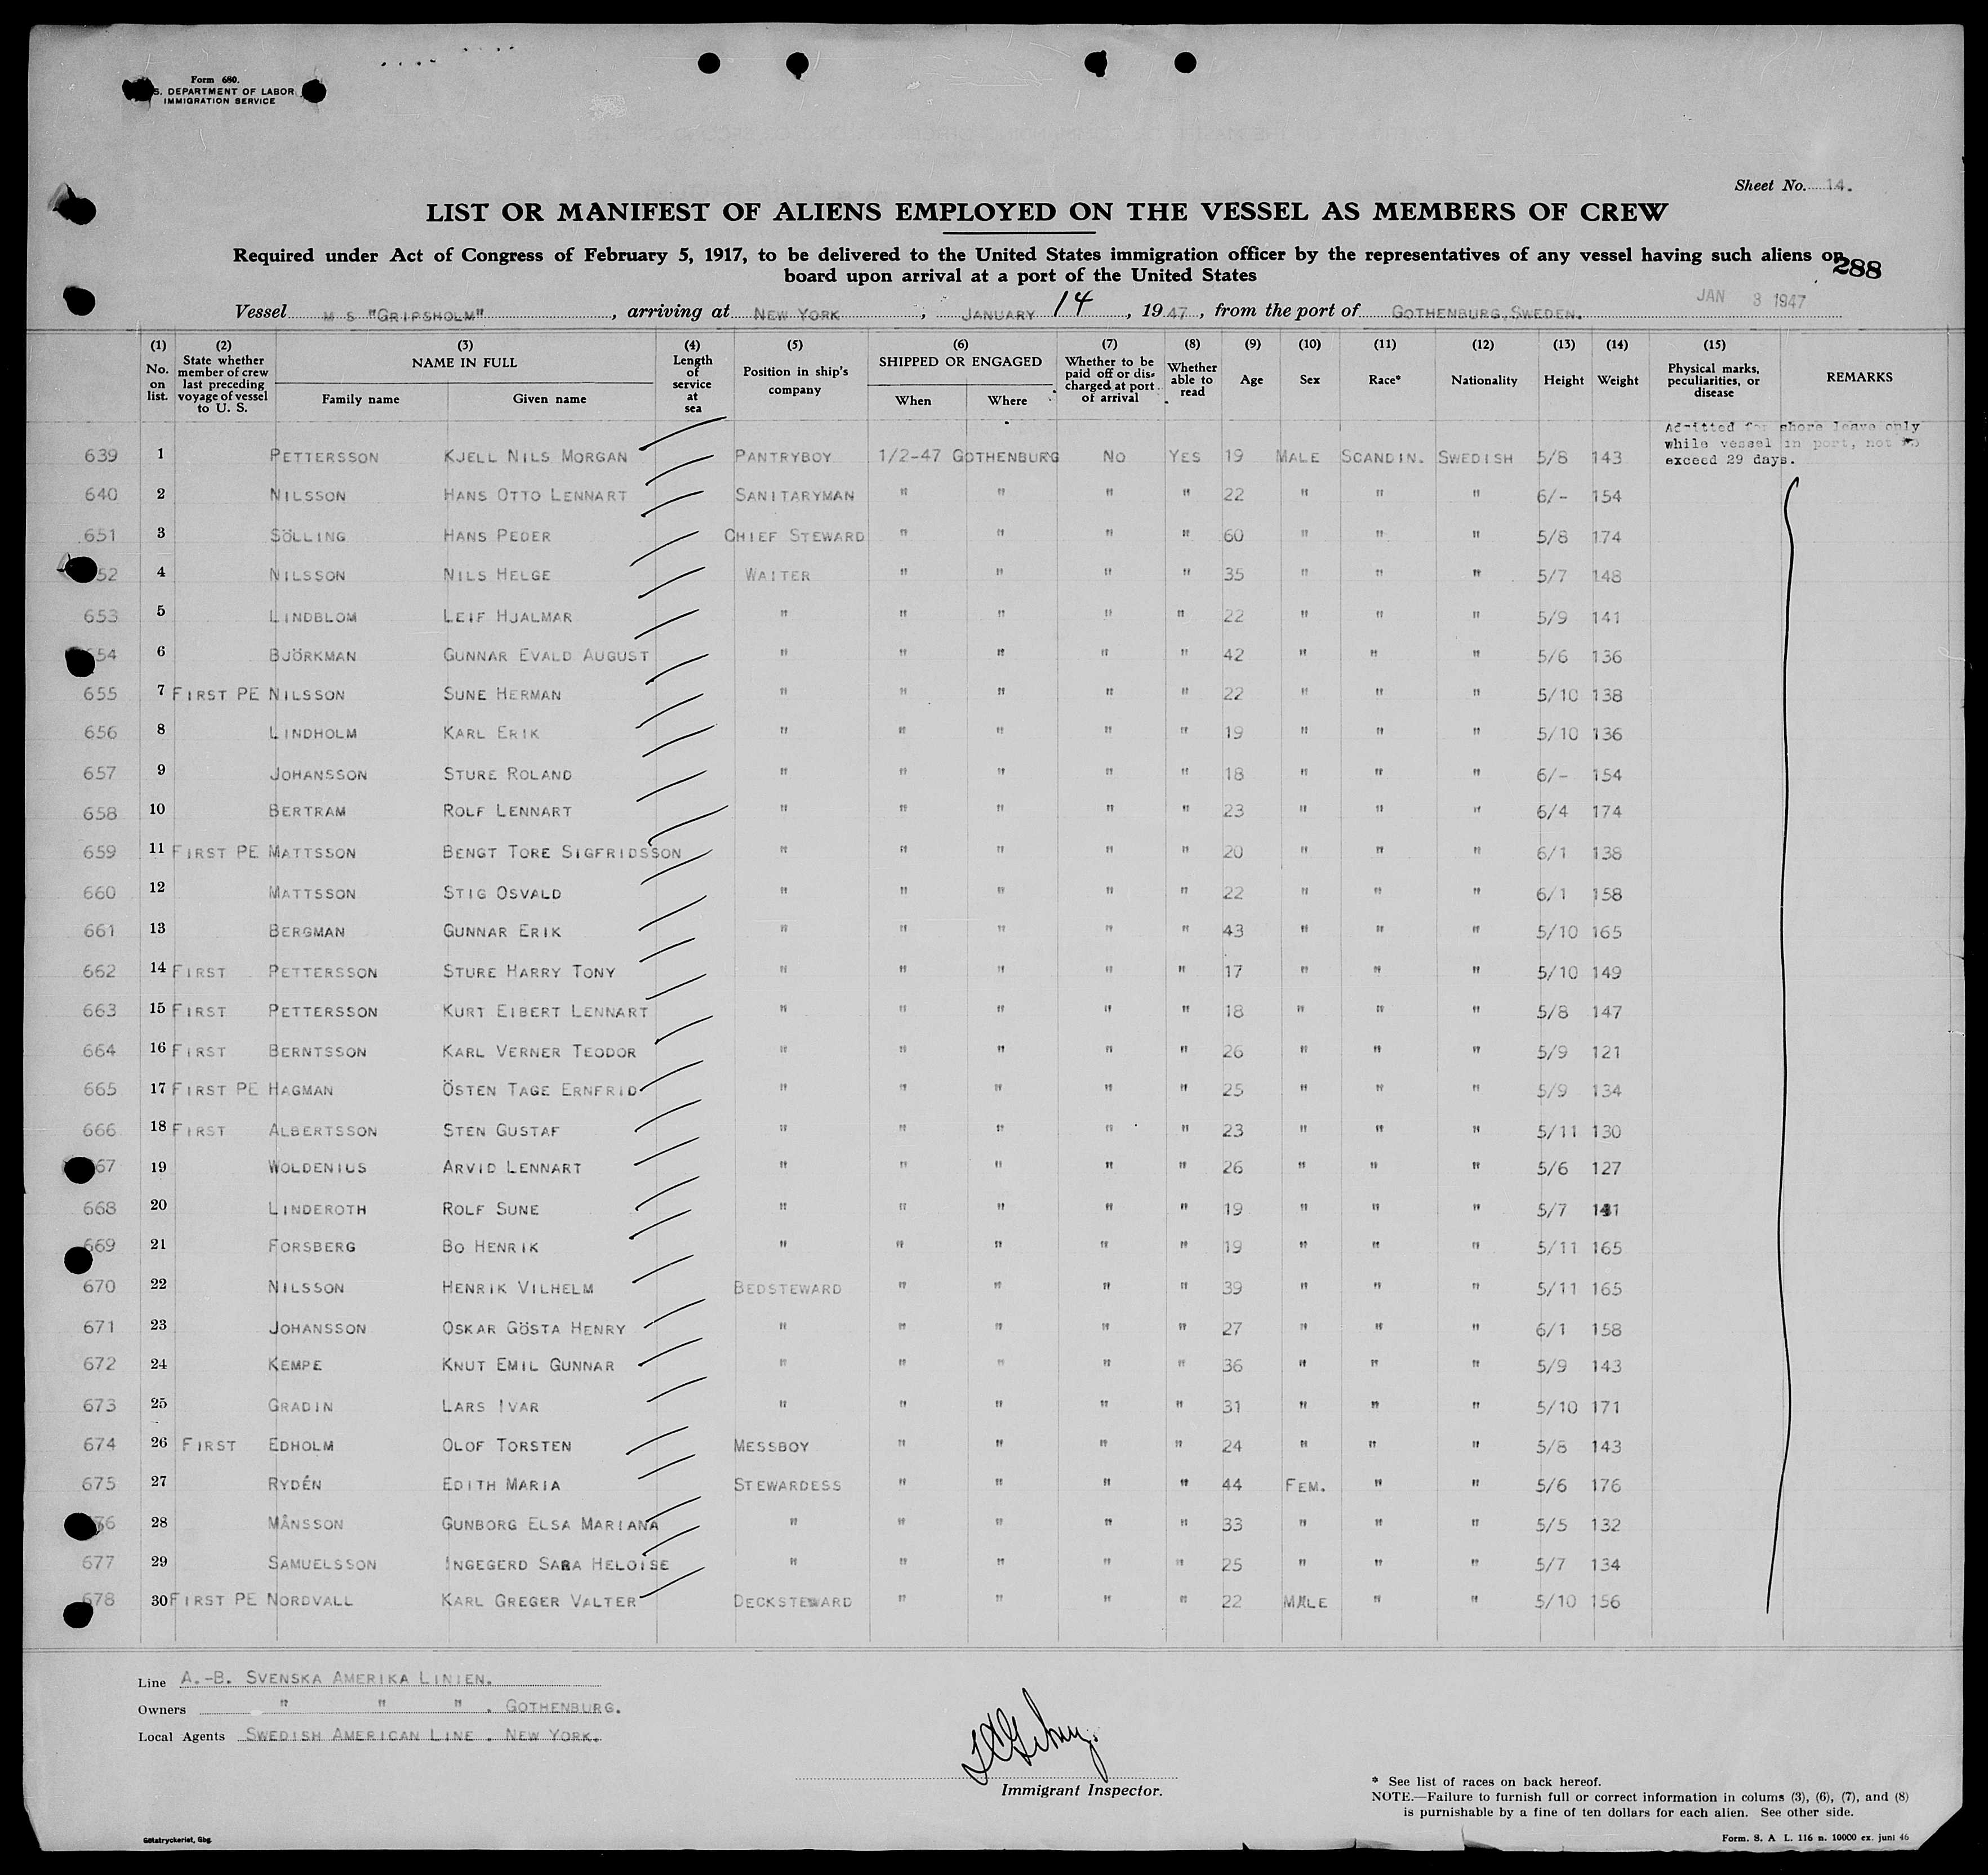 Form 680.
S. DEPARTMENT OF LABOR
IMMIGRATION SERVICE
Sheet No. 14.
LIST OR MANIFEST OF ALIENS EMPLOYED ON THE VESSEL AS MEMBERS OF CREW
Required under Act of Congress of February 5, 1917, to be delivered to the United States immigration officer by the representatives of any vessel having such aliens on
board upon arrival at a port of the United States
288
JAN 3 1947
Vessel M S "GRIPSHOLM", arriving at NEW YORK, JANUARY 14, 1947, from the port of GOTHENBURG, SWEDEN.
(1) No. on list. (2) State whether member of crew last preceding voyage of vessel to U. S. (3) NAME IN FULL Family name Given name (4) Length of service at sea (5) Position in ship's company (6) SHIPPED OR ENGAGED When Where (7) Whether to be paid off or discharged at port of arrival (8) Whether able to read (9) Age (10) Sex (11) Race* (12) Nationality (13) Height (14) Weight (15) Physical marks, peculiarities, or disease REMARKS
Admitted for shore leave only
while vessel in port, not to
exceed 29 days.
639 1 PETTERSSON KJELL NILS MORGAN PANTRYBOY 1/2-47 GOTHENBURG NO YES 19 MALE SCANDIN. SWEDISH 5/8 143
640 2 NILSSON HANS OTTO LENNART SANITARYMAN " " " " 22 " " " 6/- 154
651 3 SÖLLING HANS PEDER CHIEF STEWARD " " " " 60 " " " 5/8 174
52 4 NILSSON NILS HELGE WAITER " " " " 35 " " " 5/7 148
653 5 LINDBLOM LEIF HJALMAR " " " " " 22 " " " 5/9 141
54 6 BJÖRKMAN GUNNAR EVALD AUGUST " " " " " 42 " " " 5/6 136
655 7 FIRST PE NILSSON SUNE HERMAN " " " " " 22 " " " 5/10 138
656 8 LINDHOLM KARL ERIK " " " " " 19 " " " 5/10 136
657 9 JOHANSSON STURE ROLAND " " " " " 18 " " " 6/- 154
658 10 BERTRAM ROLF LENNART " " " " " 23 " " " 6/4 174
659 11 FIRST PE MATTSSON BENGT TORE SIGFRIDSSON " " " " " 20 " " " 6/1 138
660 12 MATTSSON STIG OSVALD " " " " " 22 " " " 6/1 158
661 13 BERGMAN GUNNAR ERIK " " " " " 43 " " " 5/10 165
662 14 FIRST PETTERSSON STURE HARRY TONY " " " " " 17 " " " 5/10 149
663 15 FIRST PETTERSSON KURT EIBERT LENNART " " " " " 18 " " " 5/8 147
664 16 FIRST BERNTSSON KARL VERNER TEODOR " " " " " 26 " " " 5/9 121
665 17 FIRST PE HAGMAN ÖSTEN TAGE ERNFRID " " " " " 25 " " " 5/9 134
666 18 FIRST ALBERTSSON STEN GUSTAF " " " " " 23 " " " 5/11 130
67 19 WOLDENIUS ARVID LENNART " " " " " 26 " " " 5/6 127
668 20 LINDEROTH ROLF SUNE " " " " " 19 " " " 5/7
669 21 FORSBERG BO HENRIK " " " " " 19 " " " 5/11 165
670 22 NILSSON HENRIK VILHELM BEDSTEWARD " " " " 39 " " " 5/11 165
671 23 JOHANSSON OSKAR GÖSTA HENRY " " " " " 27 " " " 6/1 158
672 24 KEMPE KNUT EMIL GUNNAR " " " " " 36 " " " 5/9 143
673 25 GRADIN LARS IVAR " " " " " 31 " " " 5/10 171
674 26 FIRST EDHOLM OLOF TORSTEN MESSBOY " " " " 24 " " " 5/8 143
675 27 RYDÉN EDITH MARIA STEWARDESS " " " " 44 FEM. " " 5/6 176
76 28 MÅNSSON GUNBORG ELSA MARIANA " " " " " 33 " " " 5/5 132
677 29 SAMUELSSON INGEGERD SARA HELOISE " " " " " 25 " " " 5/7 134
678 30 FIRST PE NORDVALL KARL GREGER VALTER DECKSTEWARD " " " " 22 MALE " " 5/10 156
Line A.-B. SVENSKA AMERIKA LINIEN.
Owners " " " . GOTHENBURG.
Local Agents SWEDISH AMERICAN LINE . NEW YORK.
Immigrant Inspector.
* See list of races on back hereof.
NOTE.—Failure to furnish full or correct information in colums (3), (6), (7), and (8)
is punishable by a fine of ten dollars for each alien. See other side.
Götatryckeriet, Gbg.
Form. S. A L. 116 n. 10000 ex. juni 46